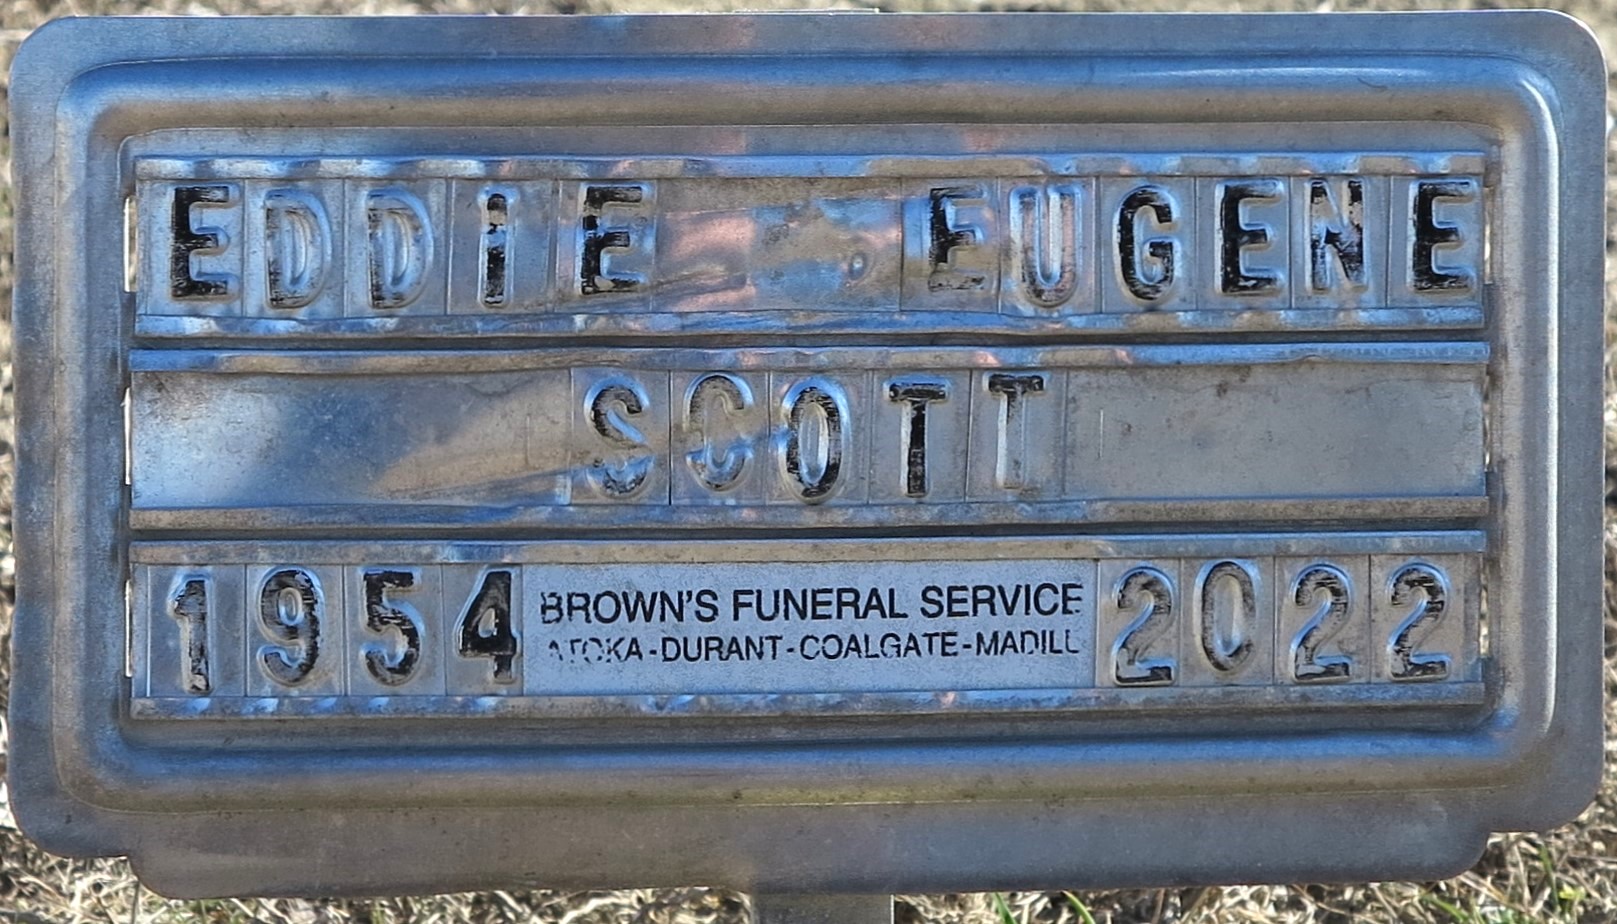 EDDIE EUGENE
SCOTT
1954 BROWN'S FUNERAL SERVICE 2022
ATOKA-DURANT-COALGATE-MADILL